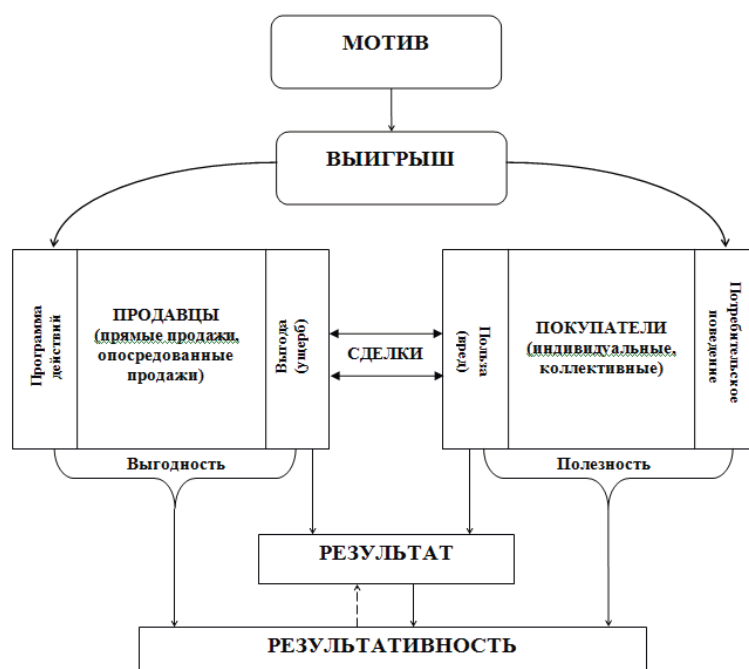 МОТИВ
ВЫИГРЫШ
Программа
действий
ПРОДАВЦЫ
(прямые продажи,
опосредованные
продажи)
Выгода
(ущерб)
СДЕЛКИ
Польза
(вред)
ПОКУПАТЕЛИ
(индивидуальные,
коллективные)
Потребительское
поведение
Выгодность
Полезность
РЕЗУЛЬТАТ
РЕЗУЛЬТАТИВНОСТЬ